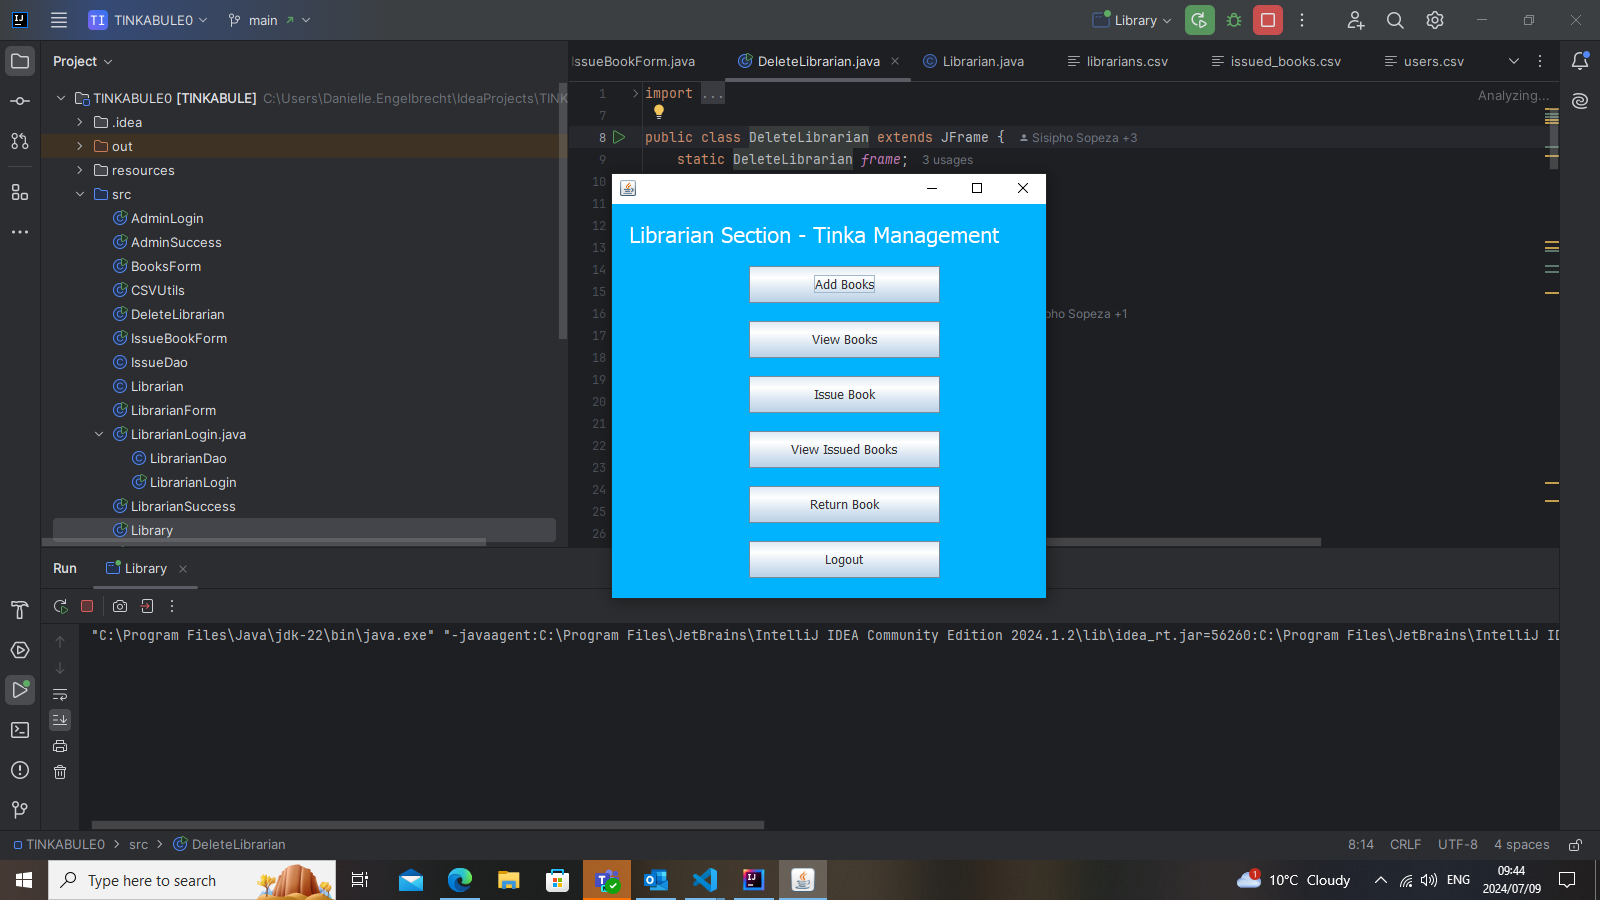 TI TINKABULE0 main Library
Project
TINKABULE0 [TINKABULE] C:\Users\Danielle.Engelbrecht\IdeaProjects\TINK
.idea
out
resources
src
AdminLogin
AdminSuccess
BooksForm
CSVUtils
DeleteLibrarian
IssueBookForm
IssueDao
Librarian
LibrarianForm
LibrarianLogin.java
LibrarianDao
LibrarianLogin
LibrarianSuccess
Library
IssueBookForm.java DeleteLibrarian.java Librarian.java librarians.csv issued_books.csv users.csv
1 import ... Analyzing...
7
8 public class DeleteLibrarian extends JFrame { Sisipho Sopeza +3
9 static DeleteLibrarian frame; 3 usages
10
11
12
13
14
15
16 pho Sopeza +1
17
18
19
20
21
22
23
24
25
26
Librarian Section - Tinka Management
Add Books
View Books
Issue Book
View Issued Books
Return Book
Logout
Run Library
"C:\Program Files\Java\jdk-22\bin\java.exe" "-javaagent:C:\Program Files\JetBrains\IntelliJ IDEA Community Edition 2024.1.2\lib\idea_rt.jar=56260:C:\Program Files\JetBrains\IntelliJ ID
TINKABULE0 > src > DeleteLibrarian 8:14 CRLF UTF-8 4 spaces
Type here to search 1 10°C Cloudy ENG 09:44
2024/07/09